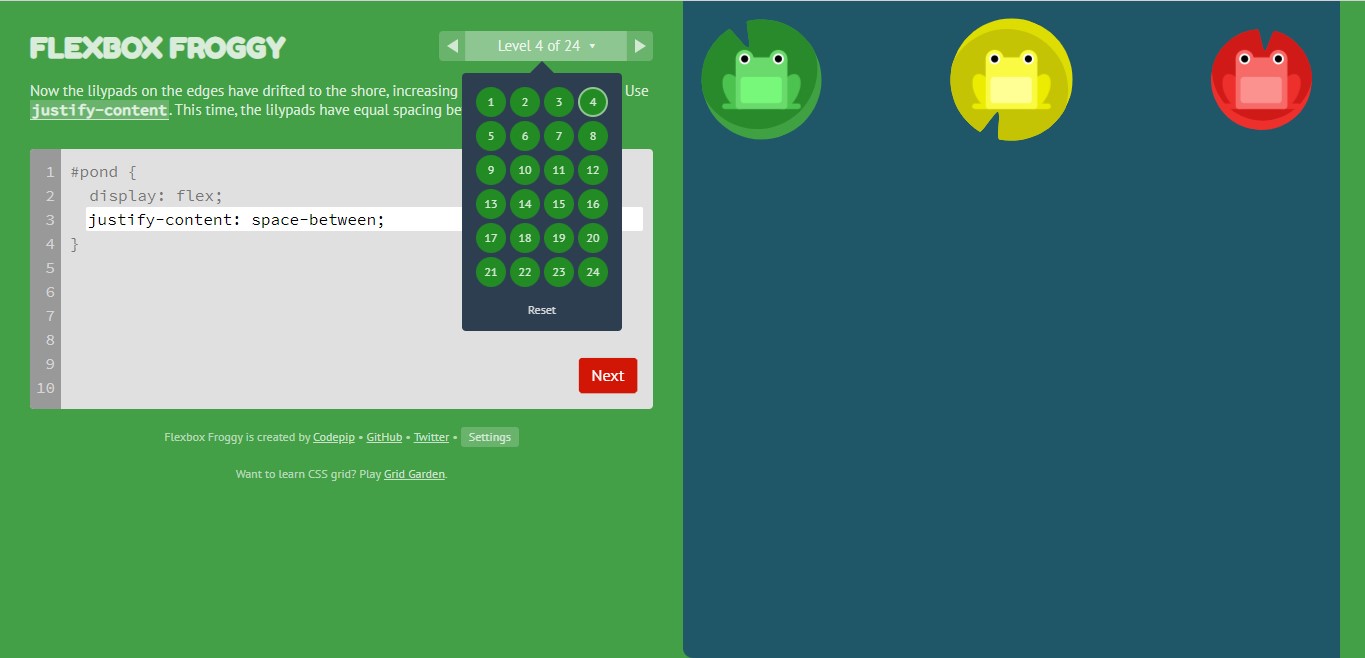 FLEXBOX FROGGY
Level 4 of 24
Now the lilypads on the edges have drifted to the shore, increasing Use
justify-content. This time, the lilypads have equal spacing be
1 2 3 4
5 6 7 8
9 10 11 12
13 14 15 16
17 18 19 20
21 22 23 24
Reset
1 #pond {
2 display: flex;
3 justify-content: space-between;
4 }
5
6
7
8
9
10
Next
Flexbox Froggy is created by Codepip • GitHub • Twitter • Settings
Want to learn CSS grid? Play Grid Garden.